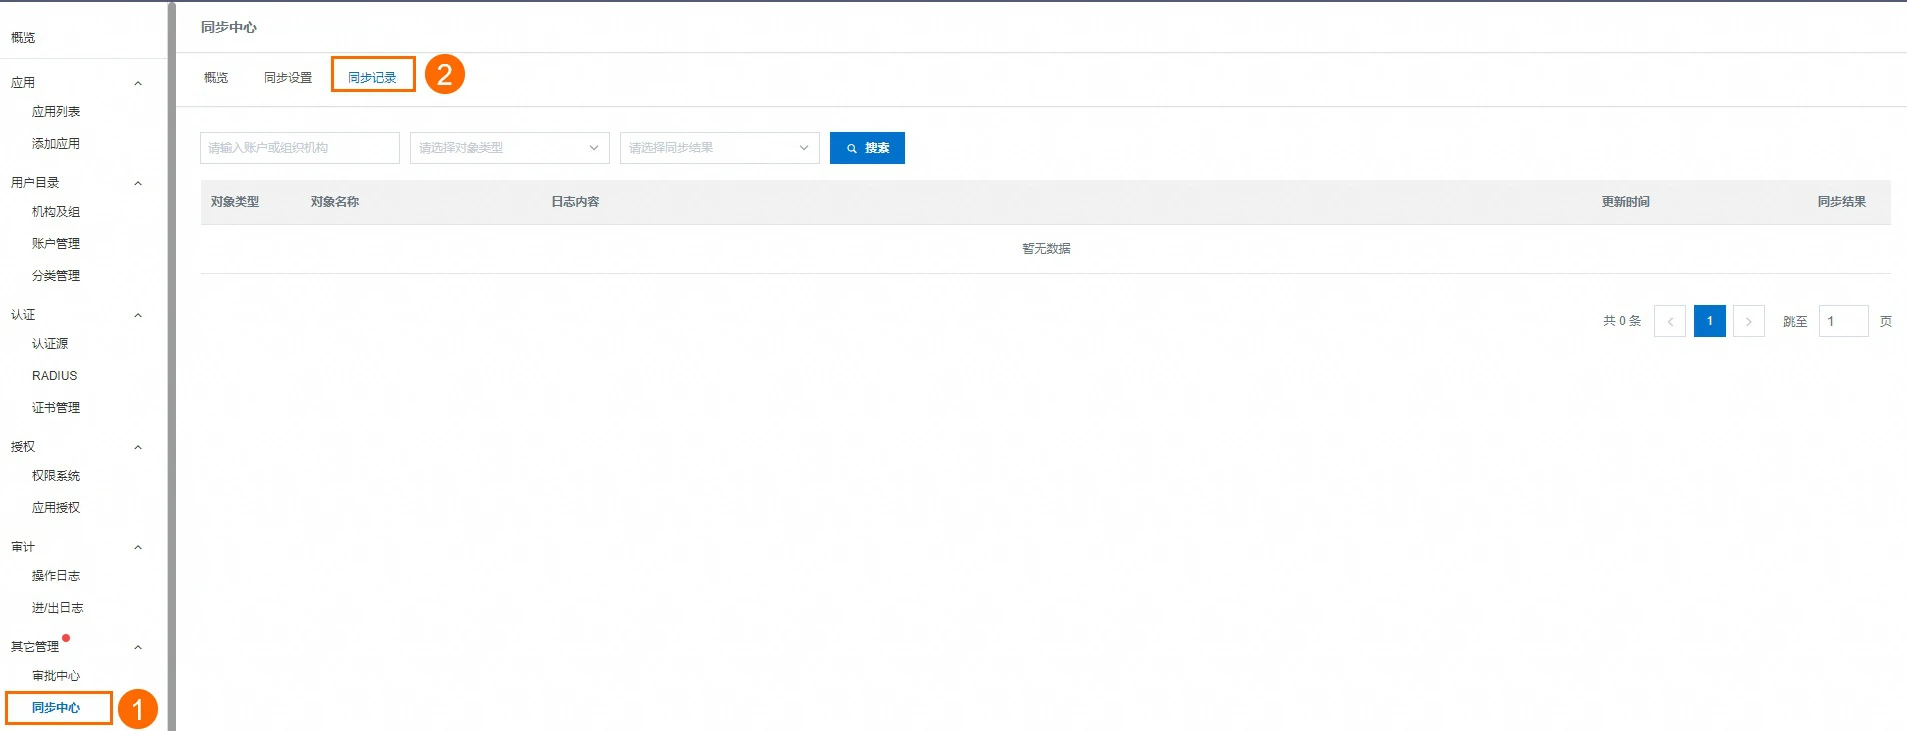 概览
应用
应用列表
添加应用
用户目录
机构及组
账户管理
分类管理
认证
认证源
RADIUS
证书管理
授权
权限系统
应用授权
审计
操作日志
进/出日志
其它管理
审批中心
同步中心 1
同步中心
概览 同步设置 同步记录 2
请输入账户或组织机构 请选择对象类型 请选择同步结果 搜索
对象类型 对象名称 日志内容 更新时间 同步结果
暂无数据
共 0 条 1 跳至 1 页